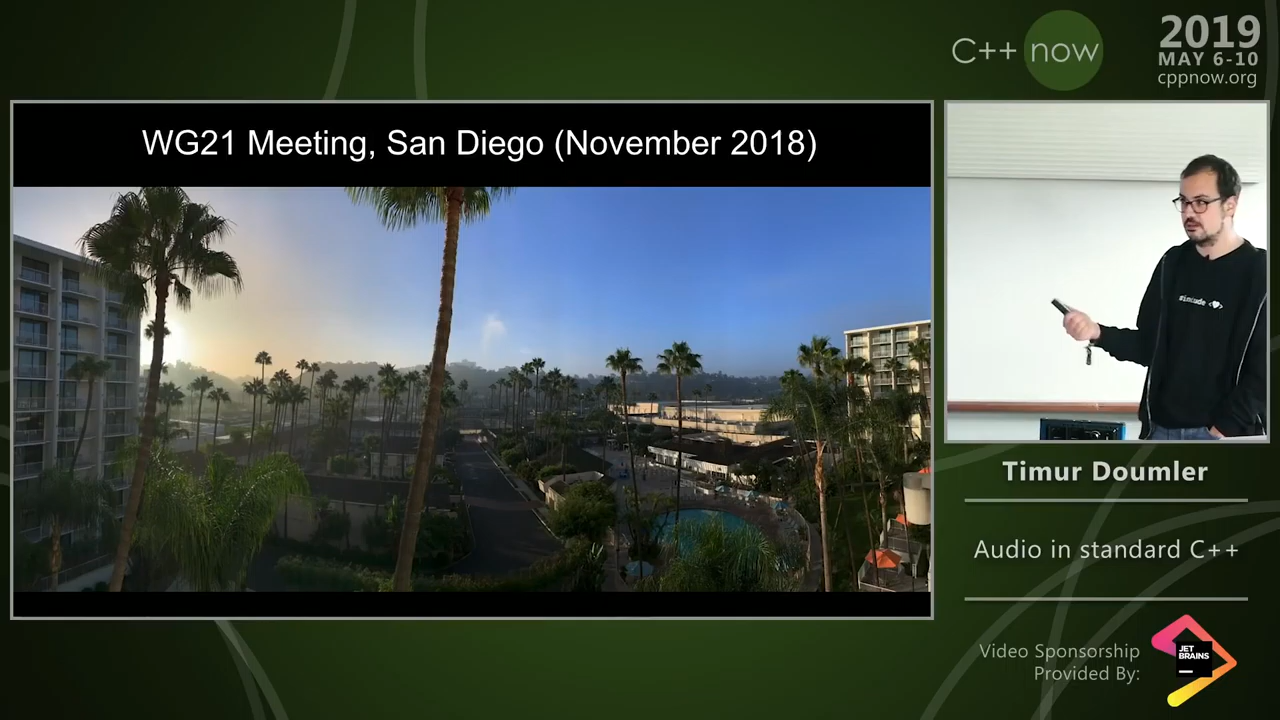 C++ now
2019
MAY 6-10
cppnow.org
WG21 Meeting, San Diego (November 2018)
#include <♥>
Timur Doumler
Audio in standard C++
Video Sponsorship
Provided By:
JET
BRAINS